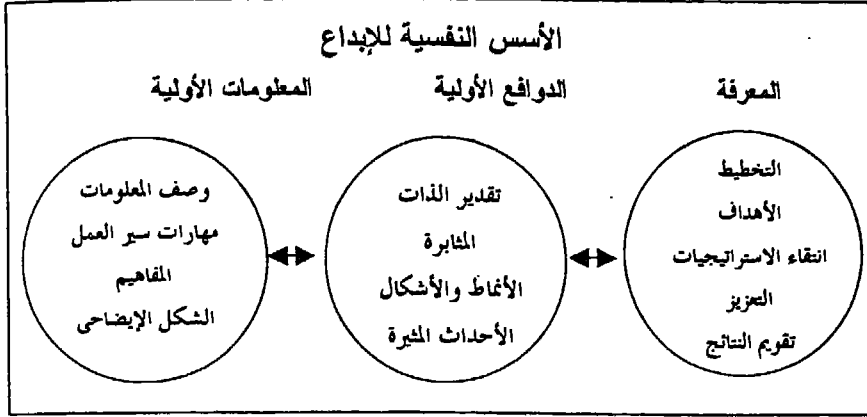 الأسس النفسية للإبداع
المعرفة
الدوافع الأولية
المعلومات الأولية
التخطيط
الأهداف
انتقاء الاستراتيجيات
التعزيز
تقويم النتائج
تقدير الذات
المثابرة
الأنماط والأشكال
الأحداث المثيرة
وصف المعلومات
مهارات سير العمل
المفاهيم
الشكل الإيضاحى